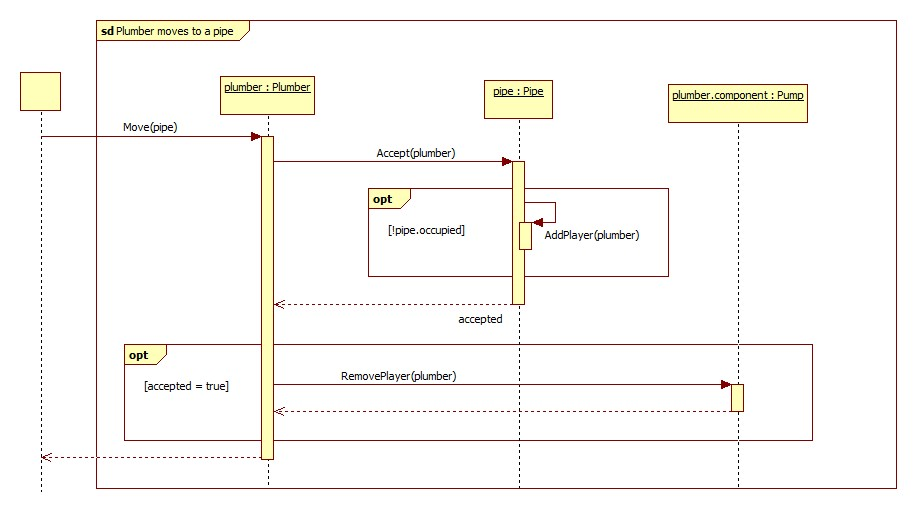 sd Plumber moves to a pipe
plumber : Plumber
pipe : Pipe
plumber.component : Pump
Move(pipe)
Accept(plumber)
opt
[!pipe.occupied]
AddPlayer(plumber)
accepted
opt
[accepted = true]
RemovePlayer(plumber)